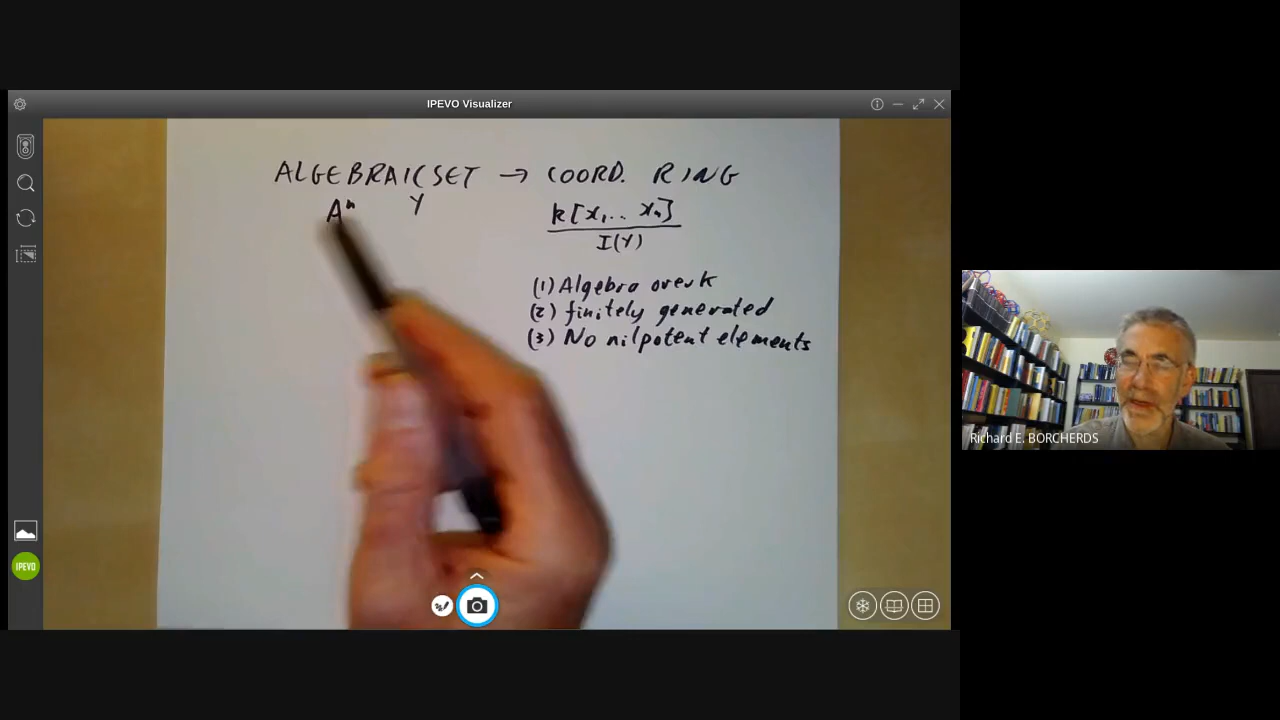 IPEVO Visualizer
ALGEBRAIC SET → COORD. RING
Aⁿ Y k[x₁.. xₙ]
I(Y)
(1) Algebra over k
(2) finitely generated
(3) No nilpotent elements
Richard E. BORCHERDS
IPEVO